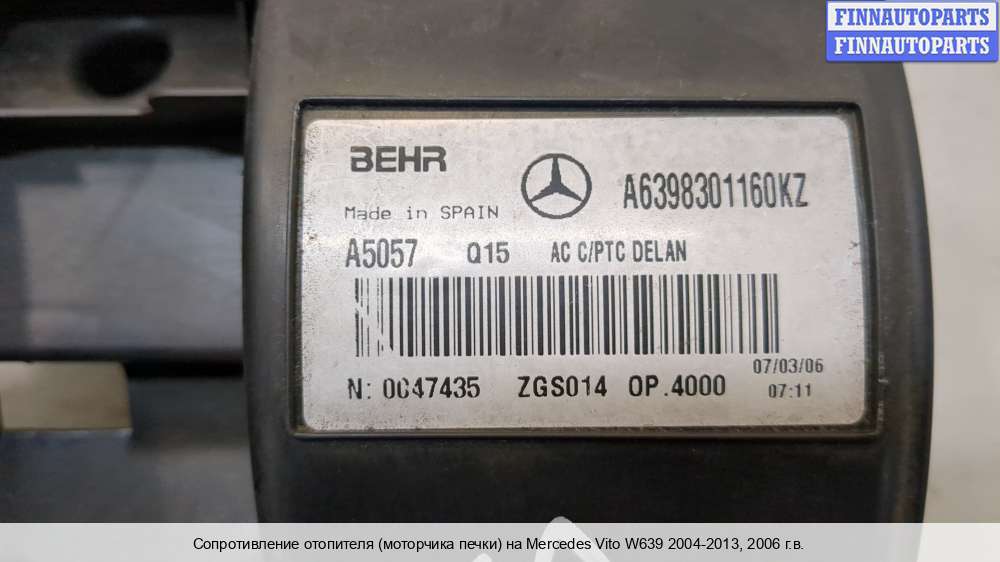 FINNAUTOPARTS
FINNAUTOPARTS
BEHR
A6398301160KZ
Made in SPAIN
A5057 Q15 AC C/PTC DELAN
07/03/06
N: 0047435 ZGS014 OP.4000 07:11
Сопротивление отопителя (моторчика печки) на Mercedes Vito W639 2004-2013, 2006 г.в.